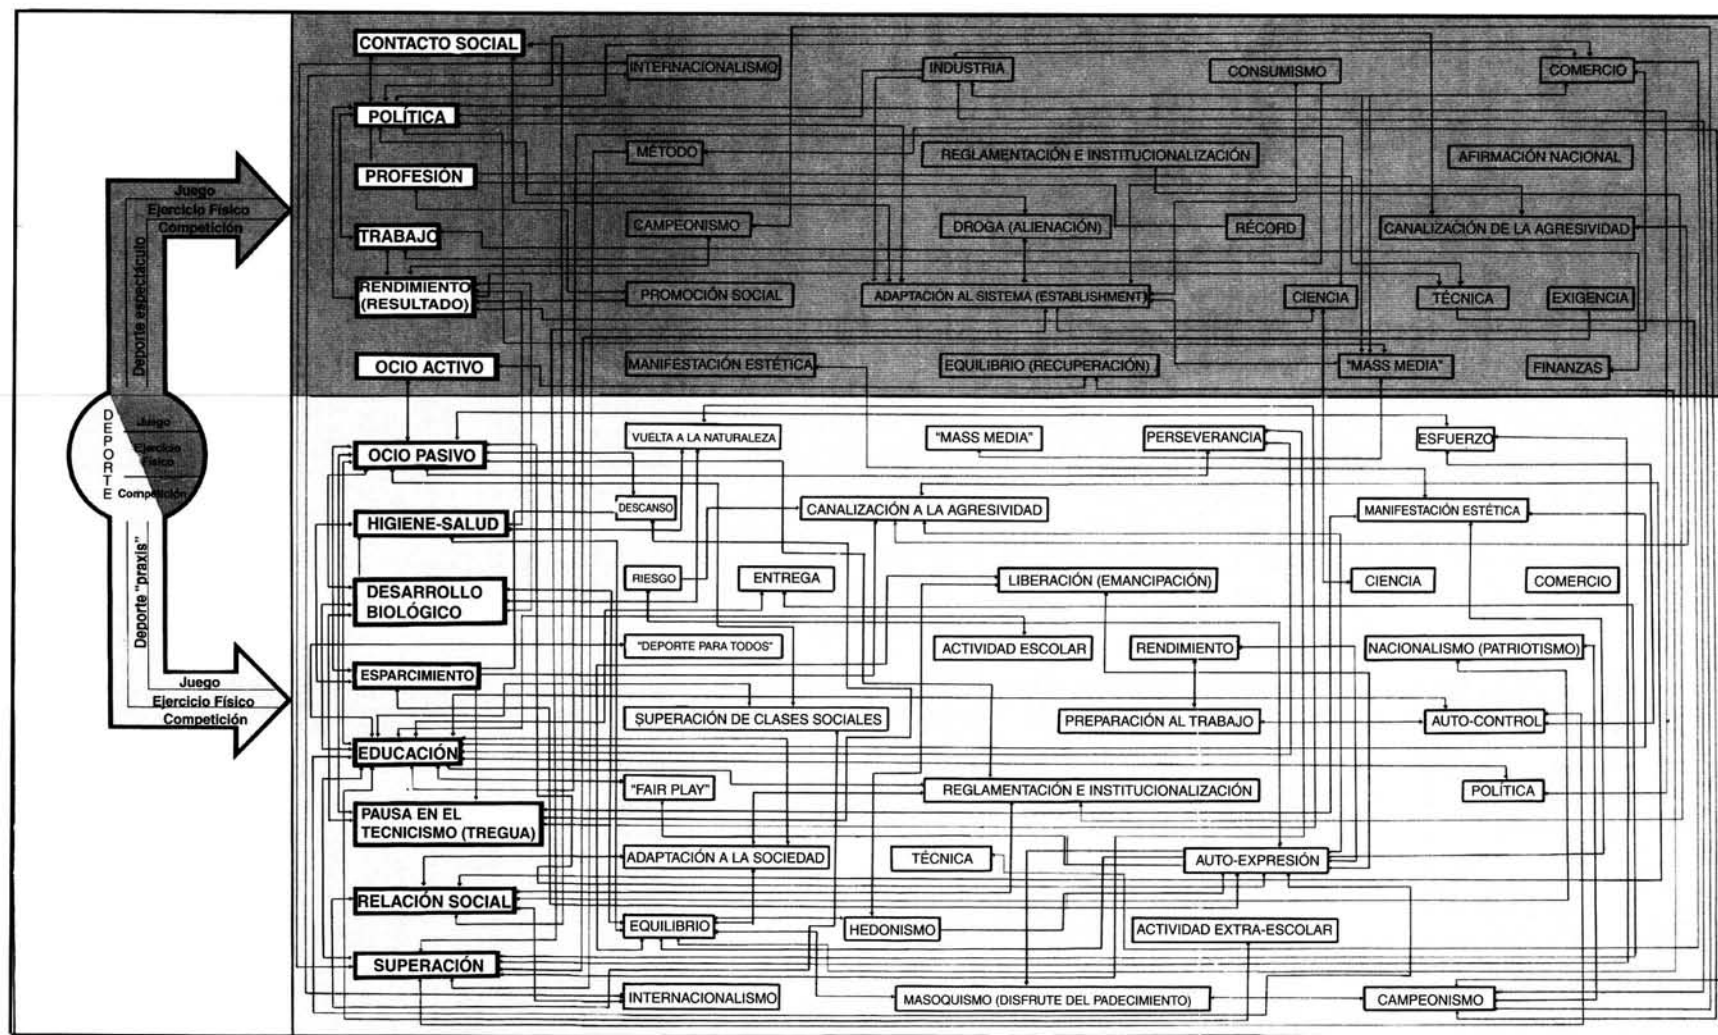 CONTACTO SOCIAL
INTERNACIONALISMO
INDUSTRIA
CONSUMISMO
COMERCIO
POLÍTICA
MÉTODO
REGLAMENTACIÓN E INSTITUCIONALIZACIÓN
AFIRMACIÓN NACIONAL
PROFESIÓN
Juego
Ejercicio Físico
Competición
Deporte espectáculo
CAMPEONISMO
DROGA (ALIENACIÓN)
RÉCORD
CANALIZACIÓN DE LA AGRESIVIDAD
TRABAJO
RENDIMIENTO
(RESULTADO)
PROMOCIÓN SOCIAL
ADAPTACIÓN AL SISTEMA (ESTABLISHMENT)
CIENCIA
TÉCNICA
EXIGENCIA
OCIO ACTIVO
MANIFESTACIÓN ESTÉTICA
EQUILIBRIO (RECUPERACIÓN)
"MASS MEDIA"
FINANZAS
DEPORTE
Juego
Ejercicio
Físico
Competición
VUELTA A LA NATURALEZA
"MASS MEDIA"
PERSEVERANCIA
ESFUERZO
OCIO PASIVO
DESCANSO
CANALIZACIÓN A LA AGRESIVIDAD
MANIFESTACIÓN ESTÉTICA
HIGIENE-SALUD
Deporte "praxis"
RIESGO
ENTREGA
LIBERACIÓN (EMANCIPACIÓN)
CIENCIA
COMERCIO
DESARROLLO
BIOLÓGICO
"DEPORTE PARA TODOS"
ACTIVIDAD ESCOLAR
RENDIMIENTO
NACIONALISMO (PATRIOTISMO)
ESPARCIMIENTO
Juego
Ejercicio Físico
Competición
SUPERACIÓN DE CLASES SOCIALES
PREPARACIÓN AL TRABAJO
AUTO-CONTROL
EDUCACIÓN
"FAIR PLAY"
REGLAMENTACIÓN E INSTITUCIONALIZACIÓN
POLÍTICA
PAUSA EN EL
TECNICISMO (TREGUA)
ADAPTACIÓN A LA SOCIEDAD
TÉCNICA
AUTO-EXPRESIÓN
RELACIÓN SOCIAL
EQUILIBRIO
HEDONISMO
ACTIVIDAD EXTRA-ESCOLAR
SUPERACIÓN
INTERNACIONALISMO
MASOQUISMO (DISFRUTE DEL PADECIMIENTO)
CAMPEONISMO